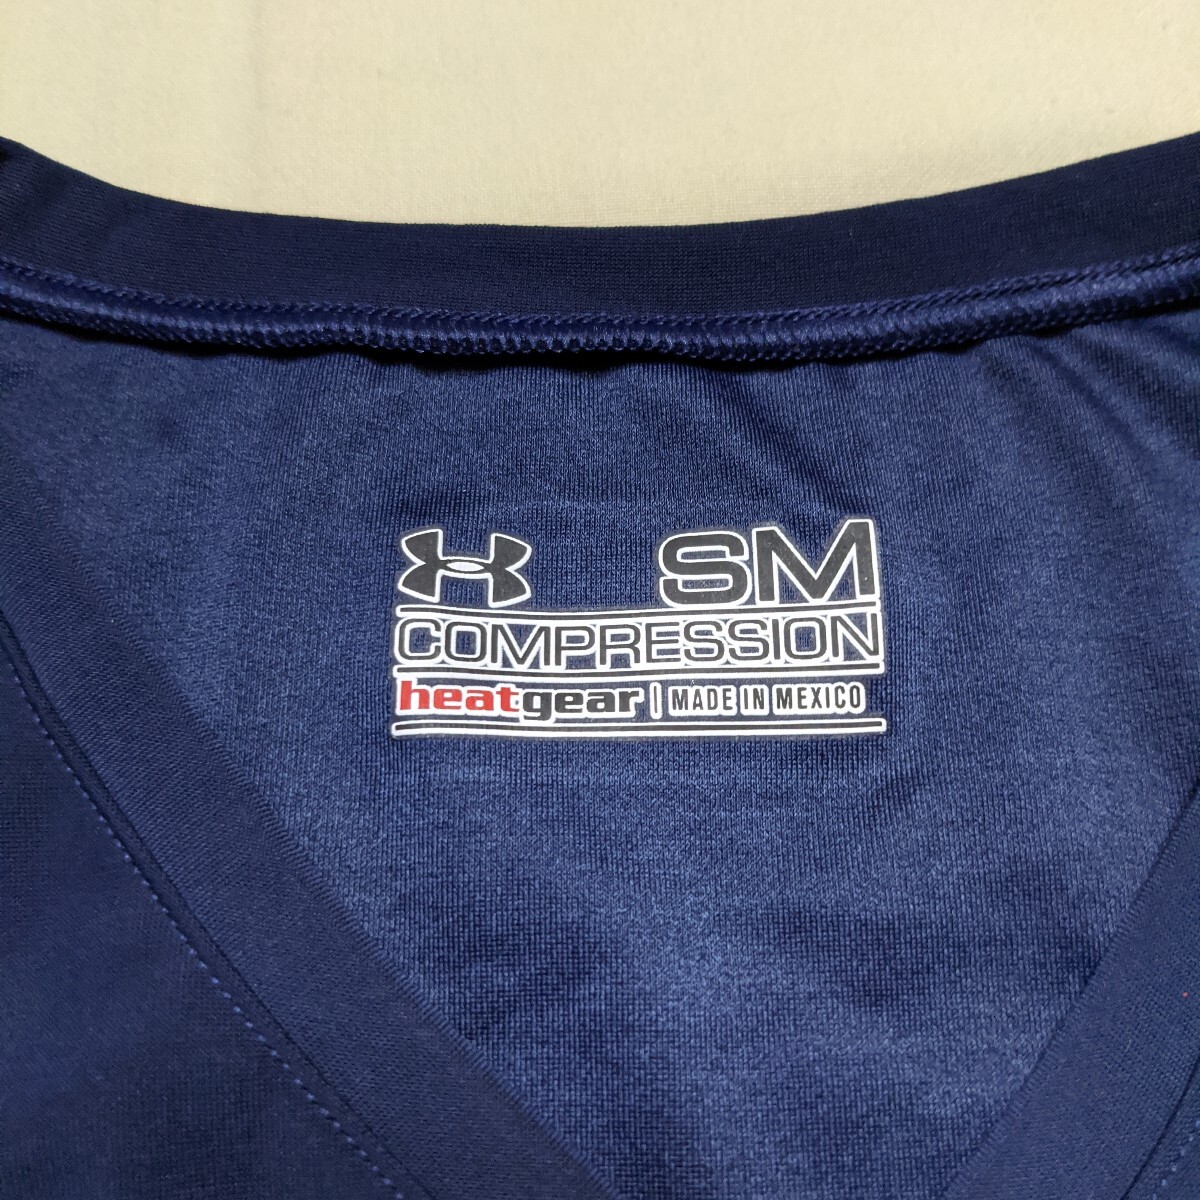 SM
COMPRESSION
heatgear | MADE IN MEXICO